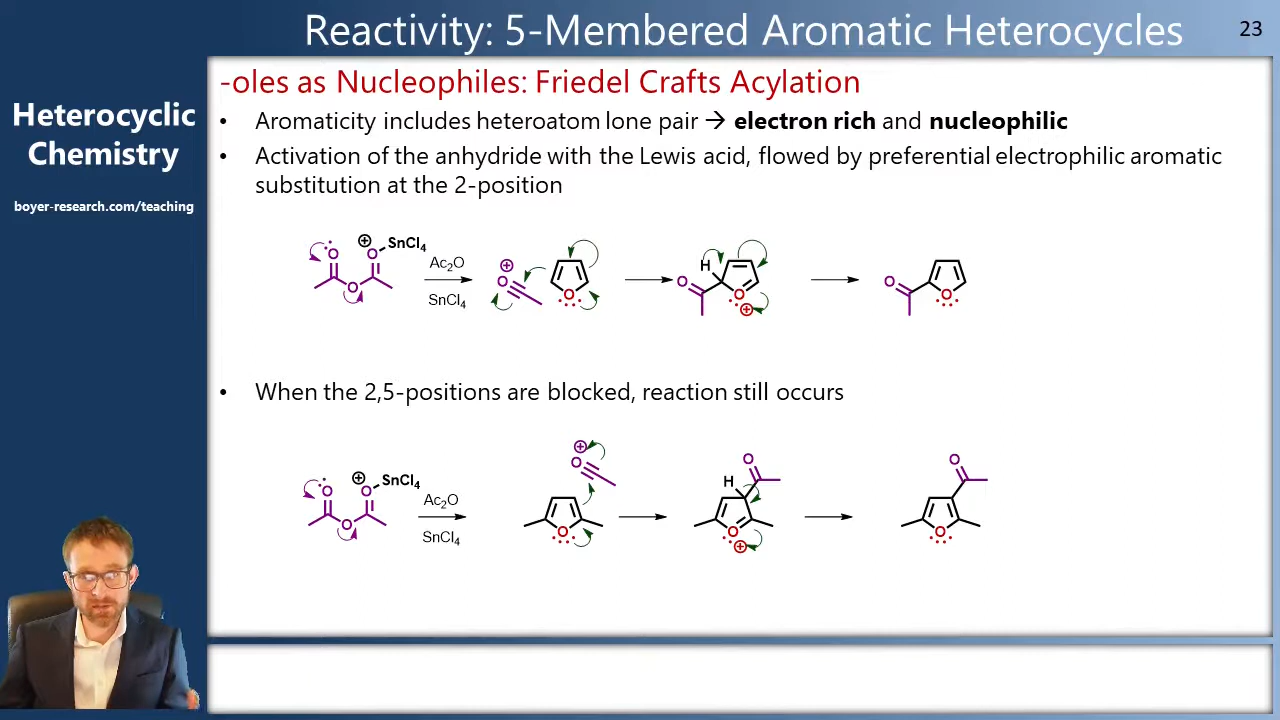 Reactivity: 5-Membered Aromatic Heterocycles
23
Heterocyclic
Chemistry
boyer-research.com/teaching
-oles as Nucleophiles: Friedel Crafts Acylation
• Aromaticity includes heteroatom lone pair → electron rich and nucleophilic
• Activation of the anhydride with the Lewis acid, flowed by preferential electrophilic aromatic
substitution at the 2-position
O O SnCl₄ O
Ac₂O
SnCl₄
O O
H O O
O O
• When the 2,5-positions are blocked, reaction still occurs
O O SnCl₄ O
Ac₂O
SnCl₄
O O
O H O
O O